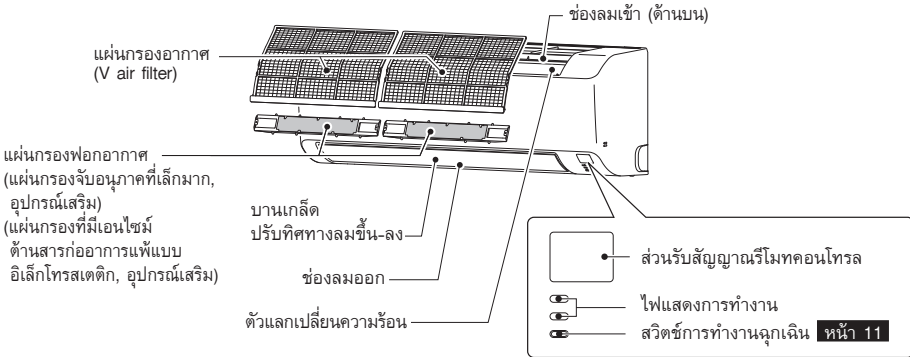 ช่องลมเข้า (ด้านบน)
แผ่นกรองอากาศ
(V air filter)
แผ่นกรองฟอกอากาศ
(แผ่นกรองจับอนุภาคที่เล็กมาก,
อุปกรณ์เสริม)
(แผ่นกรองที่มีเอนไซม์
ต้านสารก่ออาการแพ้แบบ
อิเล็กโทรสเตติก, อุปกรณ์เสริม)
บานเกล็ด
ปรับทิศทางลมขึ้น-ลง
ช่องลมออก
ตัวแลกเปลี่ยนความร้อน
ส่วนรับสัญญาณรีโมทคอนโทรล
ไฟแสดงการทำงาน
สวิตช์การทำงานฉุกเฉิน หน้า 11